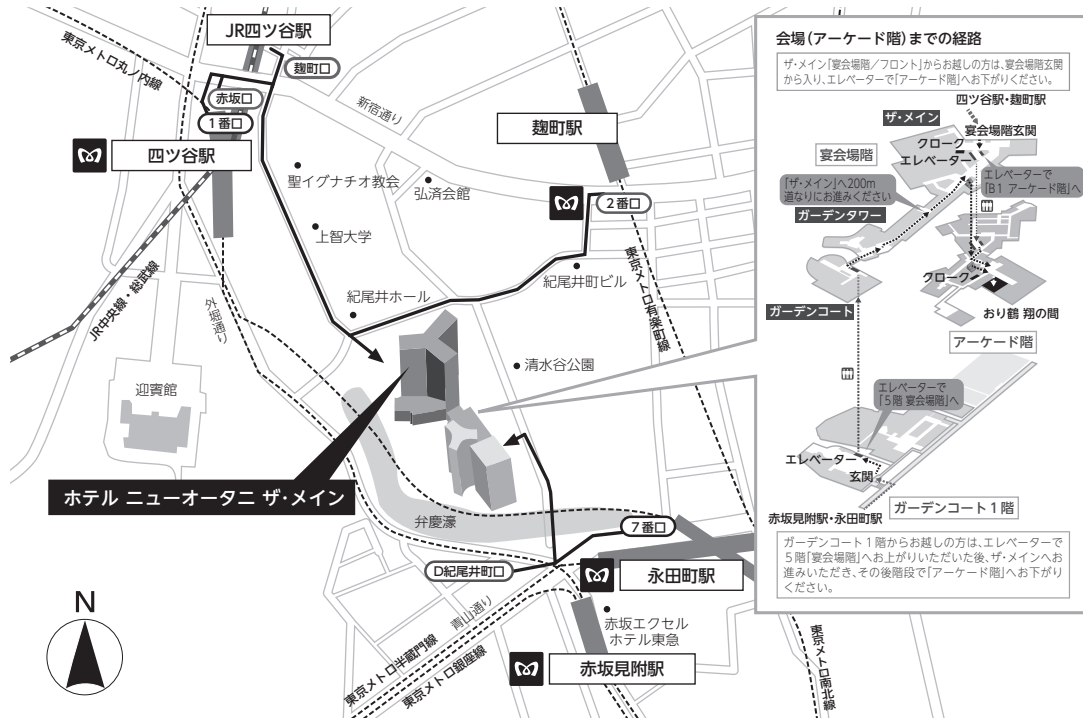 JR四ツ谷駅
麹町口
東京メトロ丸ノ内線
赤坂口
1番口
四ツ谷駅
新宿通り
麹町駅
聖イグナチオ教会
弘済会館
2番口
上智大学
東京メトロ有楽町線
紀尾井ホール
紀尾井町ビル
JR中央線・総武線
外堀通り
清水谷公園
迎賓館
ホテル ニューオータニ ザ・メイン
弁慶濠
7番口
D紀尾井町口
永田町駅
N
青山通り
赤坂エクセル
ホテル東急
東京メトロ半蔵門線
東京メトロ銀座線
赤坂見附駅
東京メトロ南北線
会場(アーケード階)までの経路
ザ・メイン「宴会場階/フロント」からお越しの方は、宴会場階玄関
から入り、エレベーターで「アーケード階」へお下がりください。
四ツ谷駅・麹町駅
ザ・メイン
宴会場階玄関
クローク
宴会場階
エレベーター
エレベーターで
「B1 アーケード階」へ
「ザ・メイン」へ200m
道なりにお進みください
ガーデンタワー
クローク
ガーデンコート
おり鶴 翔の間
アーケード階
エレベーターで
「5階 宴会場階」へ
エレベーター
玄関
ガーデンコート1階
赤坂見附駅・永田町駅
ガーデンコート1階からお越しの方は、エレベーターで
5階「宴会場階」へお上がりいただいた後、ザ・メインへお
進みいただき、その後階段で「アーケード階」へお下がり
ください。